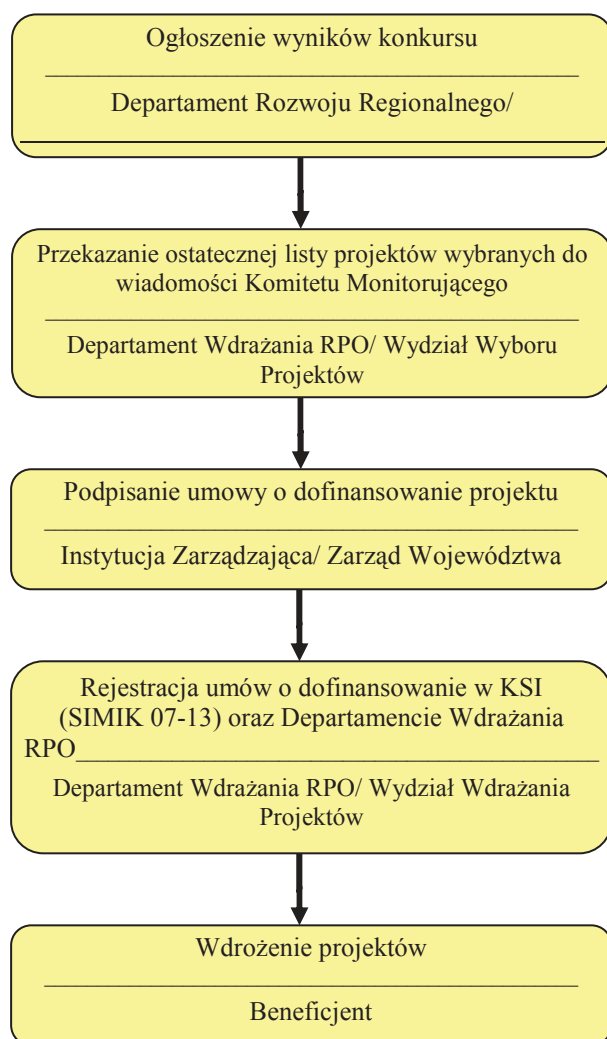 Ogłoszenie wyników konkursu
Departament Rozwoju Regionalnego/
Przekazanie ostatecznej listy projektów wybranych do
wiadomości Komitetu Monitorującego
Departament Wdrażania RPO/ Wydział Wyboru
Projektów
Podpisanie umowy o dofinansowanie projektu
Instytucja Zarządzająca/ Zarząd Województwa
Rejestracja umów o dofinansowanie w KSI
(SIMIK 07-13) oraz Departamencie Wdrażania
RPO
Departament Wdrażania RPO/ Wydział Wdrażania
Projektów
Wdrożenie projektów
Beneficjent